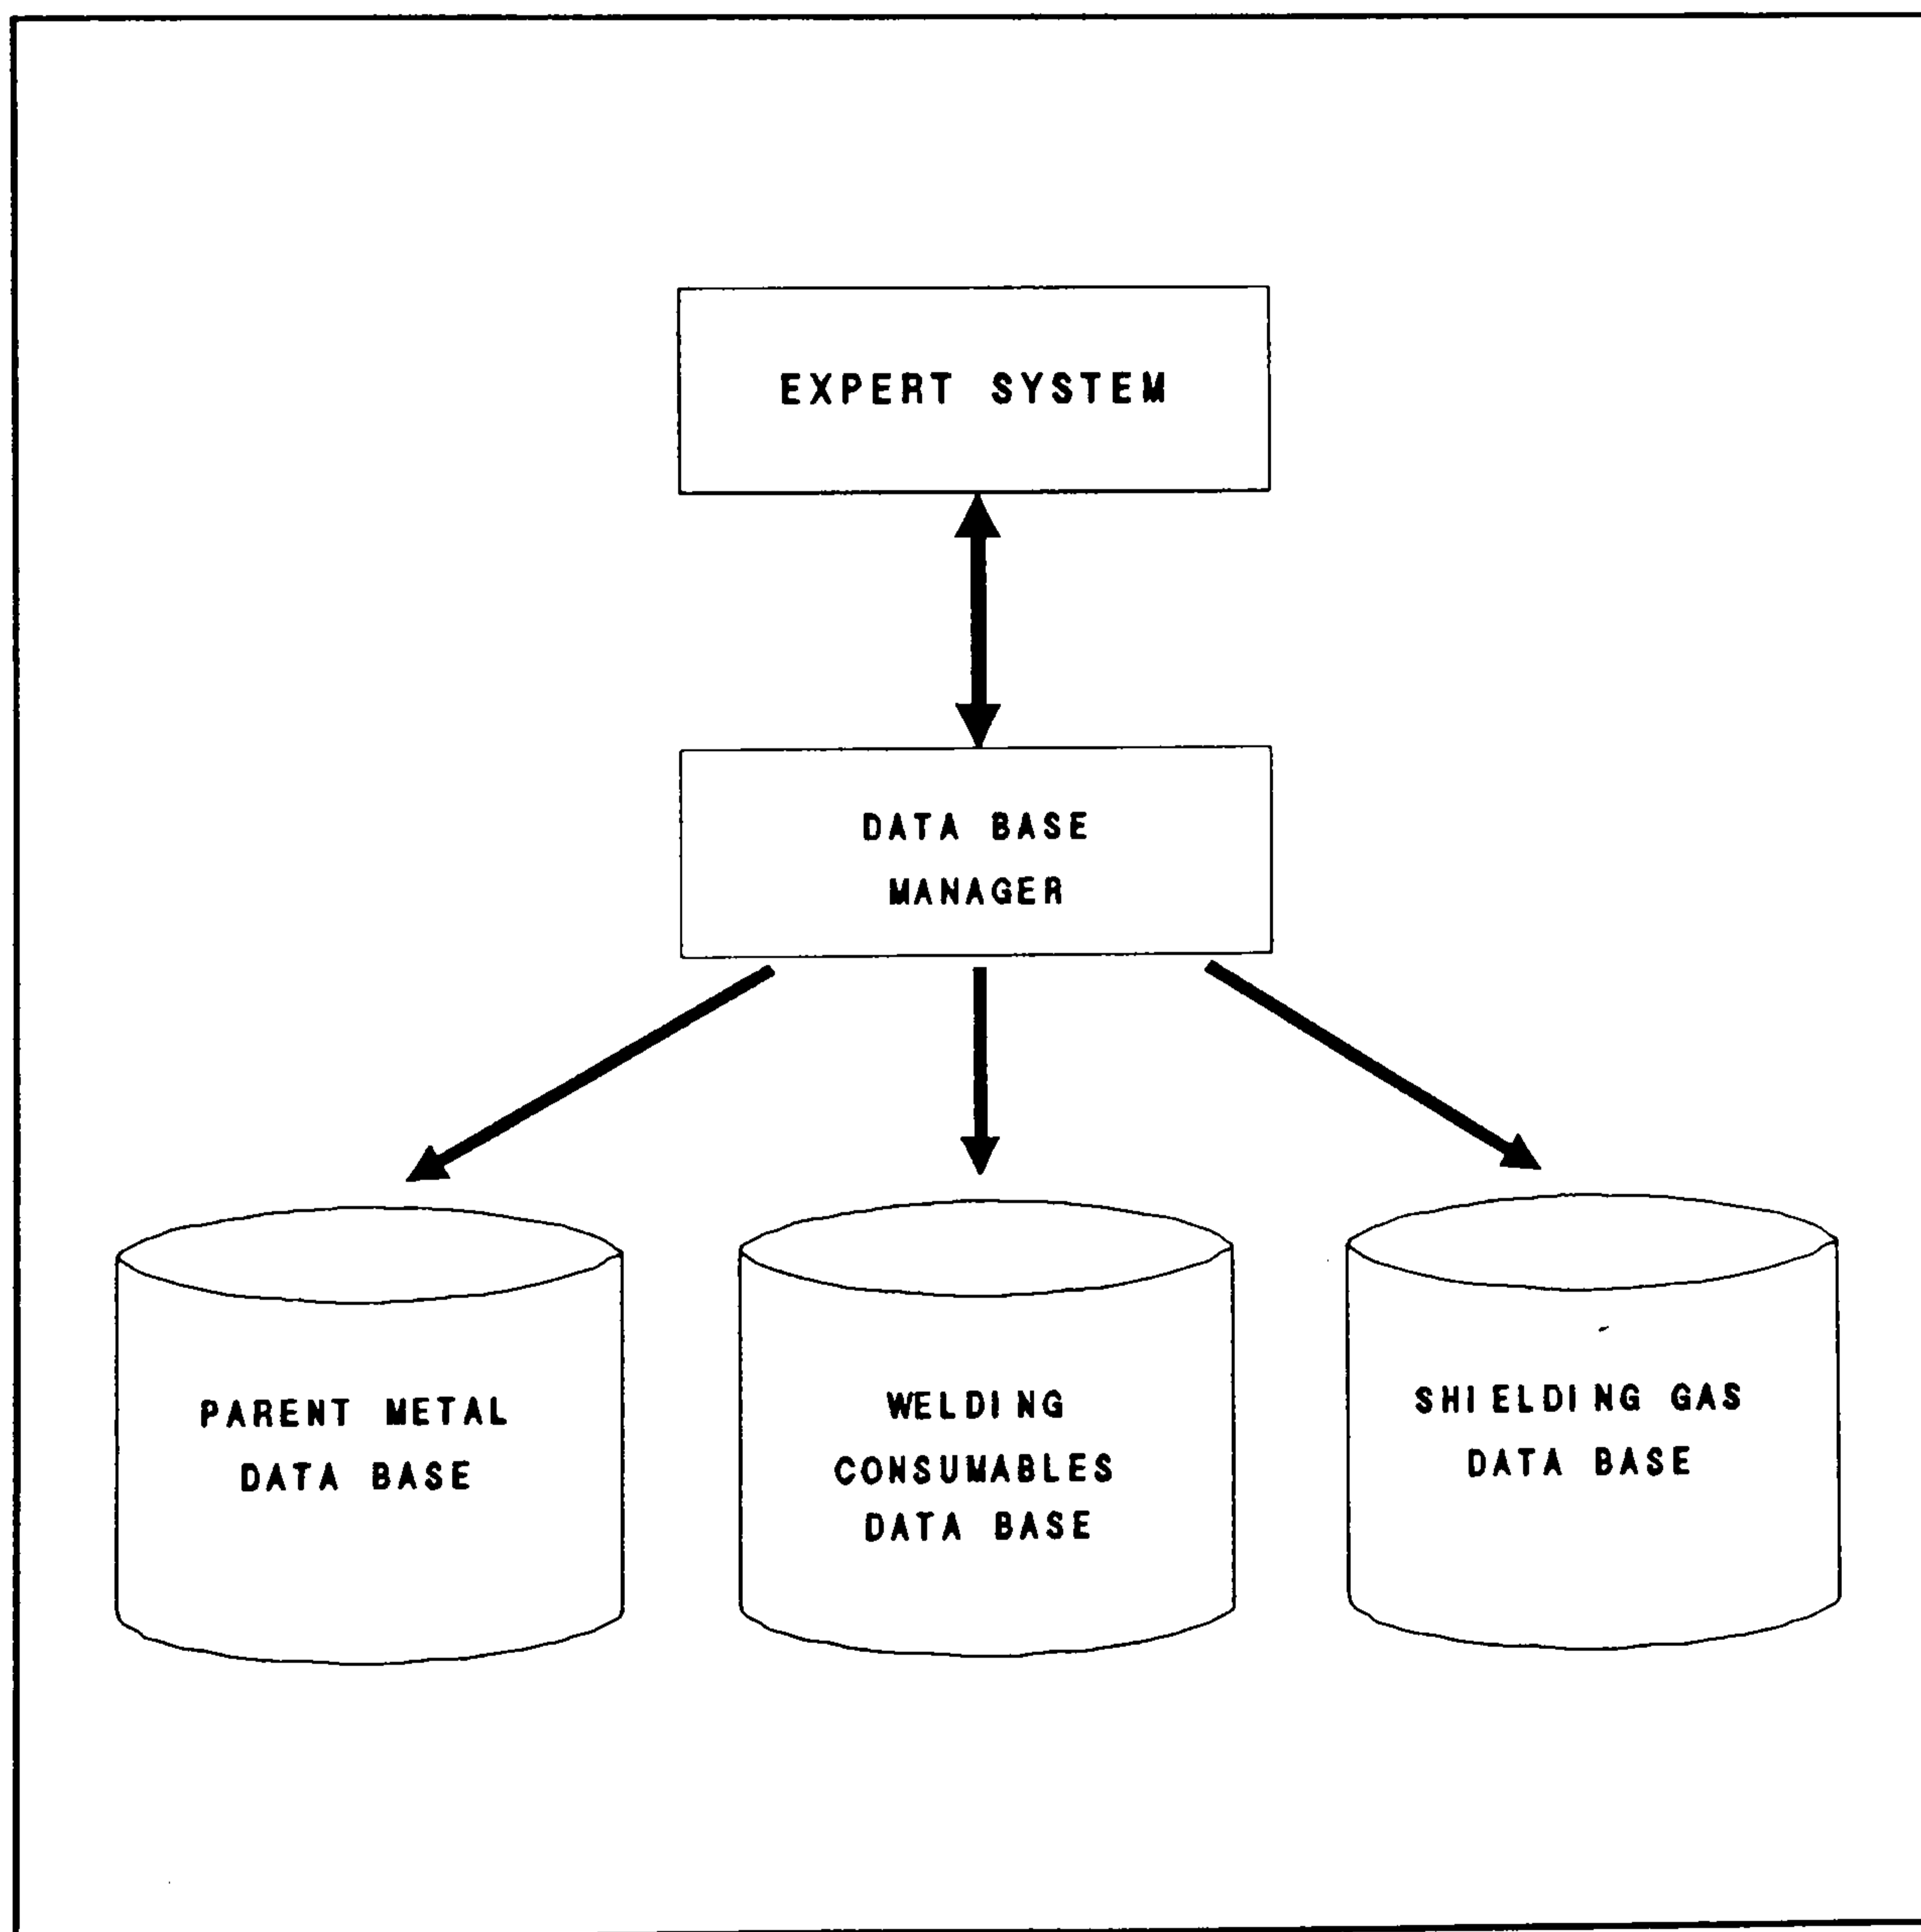 EXPERT SYSTEM
DATA BASE
MANAGER
PARENT METAL
DATA BASE
WELDING
CONSUMABLES
DATA BASE
SHIELDING GAS
DATA BASE